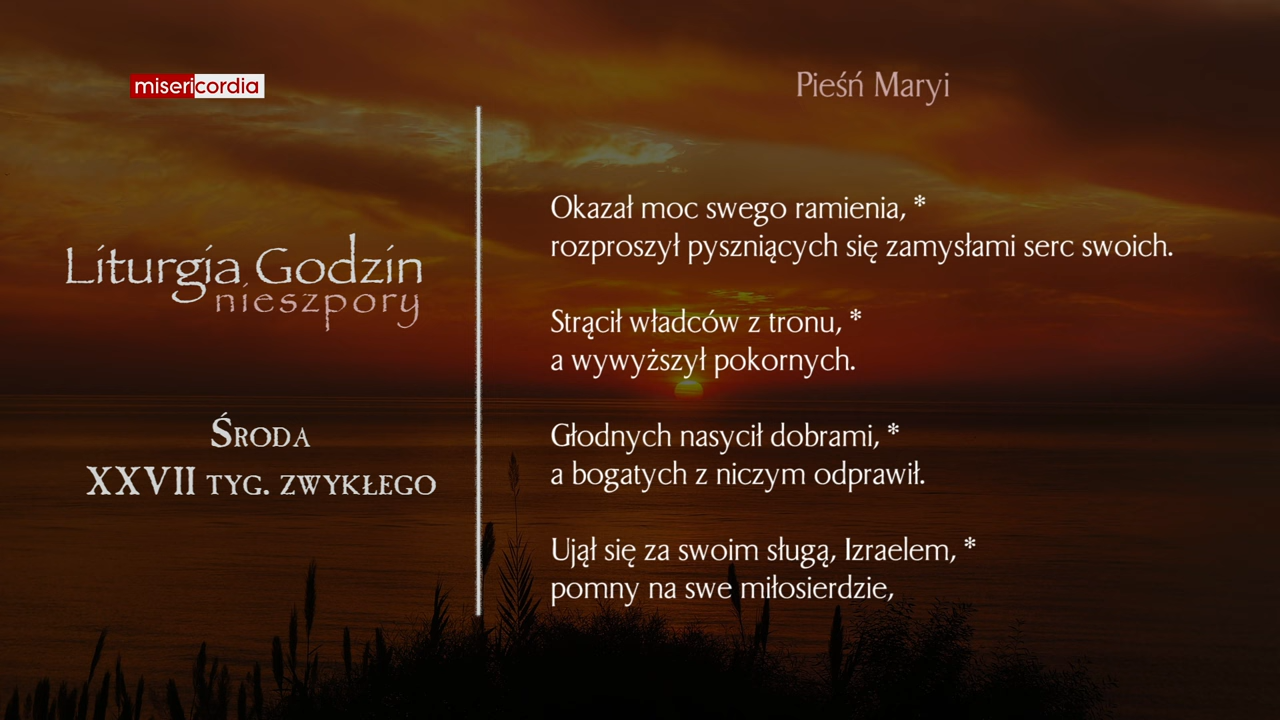 misericordia
Liturgia Godzin
nieszpory
Środa
XXVII tyg. zwykłego
Pieśń Maryi
Okazał moc swego ramienia, *
rozproszył pyszniących się zamysłami serc swoich.
Strącił władców z tronu, *
a wywyższył pokornych.
Głodnych nasycił dobrami, *
a bogatych z niczym odprawił.
Ujął się za swoim sługą, Izraelem, *
pomny na swe miłosierdzie,